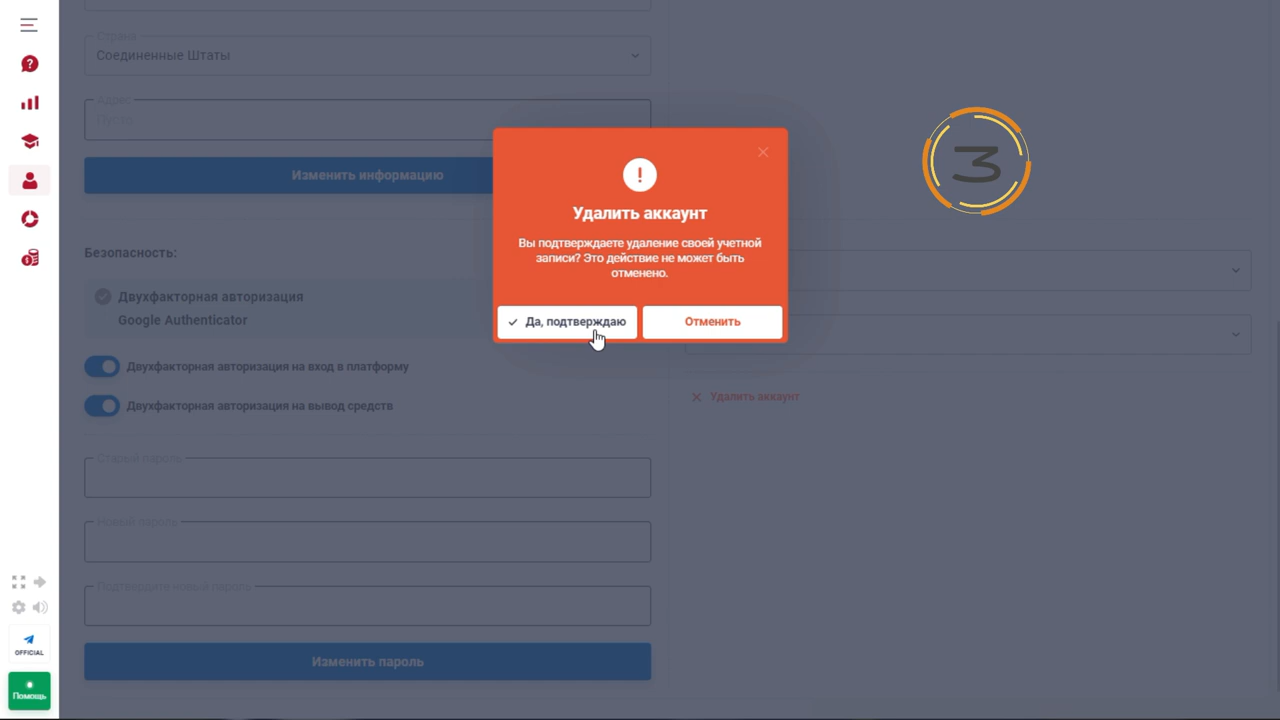 Страна
Соединенные Штаты
Адрес
Пусто
Изменить информацию
3
Удалить аккаунт
Вы подтверждаете удаление своей учетной
записи? Это действие не может быть
отменено.
Да, подтверждаю
Отменить
Безопасность:
Двухфакторная авторизация
Google Authenticator
Двухфакторная авторизация на вход в платформу
Двухфакторная авторизация на вывод средств
Удалить аккаунт
Старый пароль
Новый пароль
Подтвердите новый пароль
Изменить пароль
OFFICIAL
Помощь